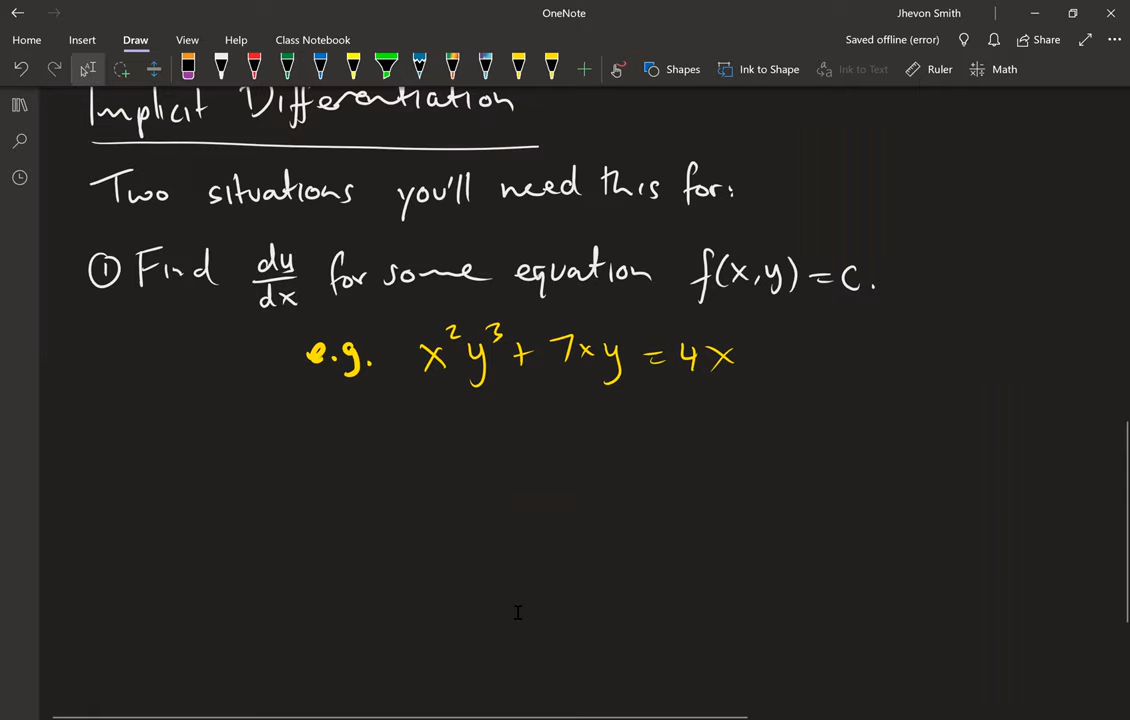 OneNote
Jhevon Smith
Home Insert Draw View Help Class Notebook
Saved offline (error)
Share
Shapes
Ink to Shape
Ink to Text
Ruler
Math
Implicit Differentiation
Two situations you'll need this for:
① Find dy/dx for some equation f(x,y) = c.
e.g. x²y³ + 7xy = 4x